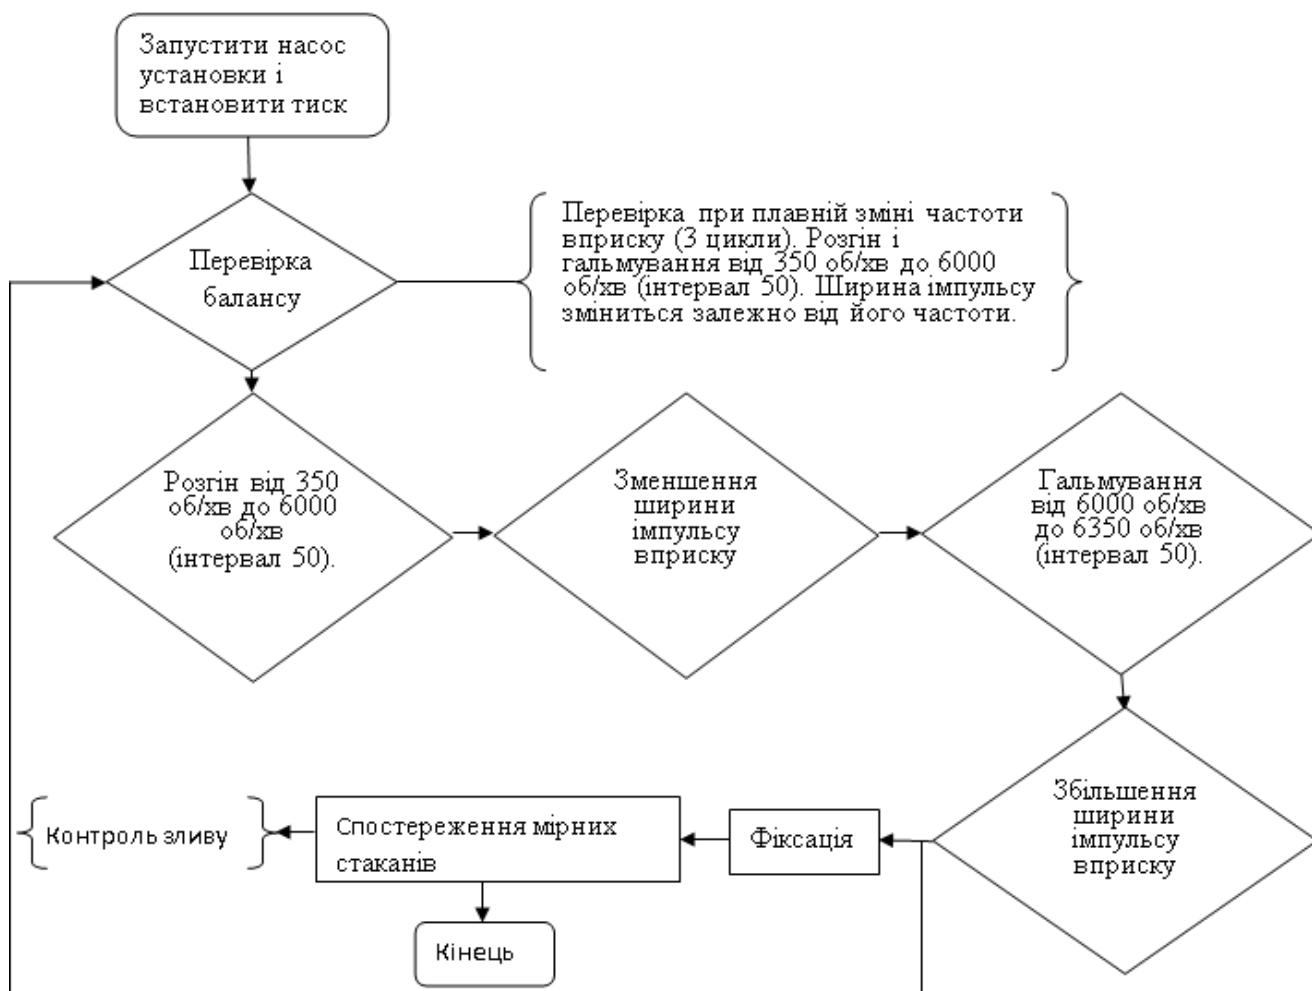 Запустити насос
установки і
встановити тиск
Перевірка
балансу
Перевірка при плавній зміні частоти
вприску (3 цикли). Розгін і
гальмування від 350 об/хв до 6000
об/хв (інтервал 50). Ширина імпульсу
зміниться залежно від його частоти.
Розгін від 350
об/хв до 6000
об/хв
(інтервал 50).
Зменшення
ширини
імпульсу
вприску
Гальмування
від 6000 об/хв
до 6350 об/хв
(інтервал 50).
Збільшення
ширини
імпульсу
вприску
Фіксація
Спостереження мірних
стаканів
Контроль зливу
Кінець